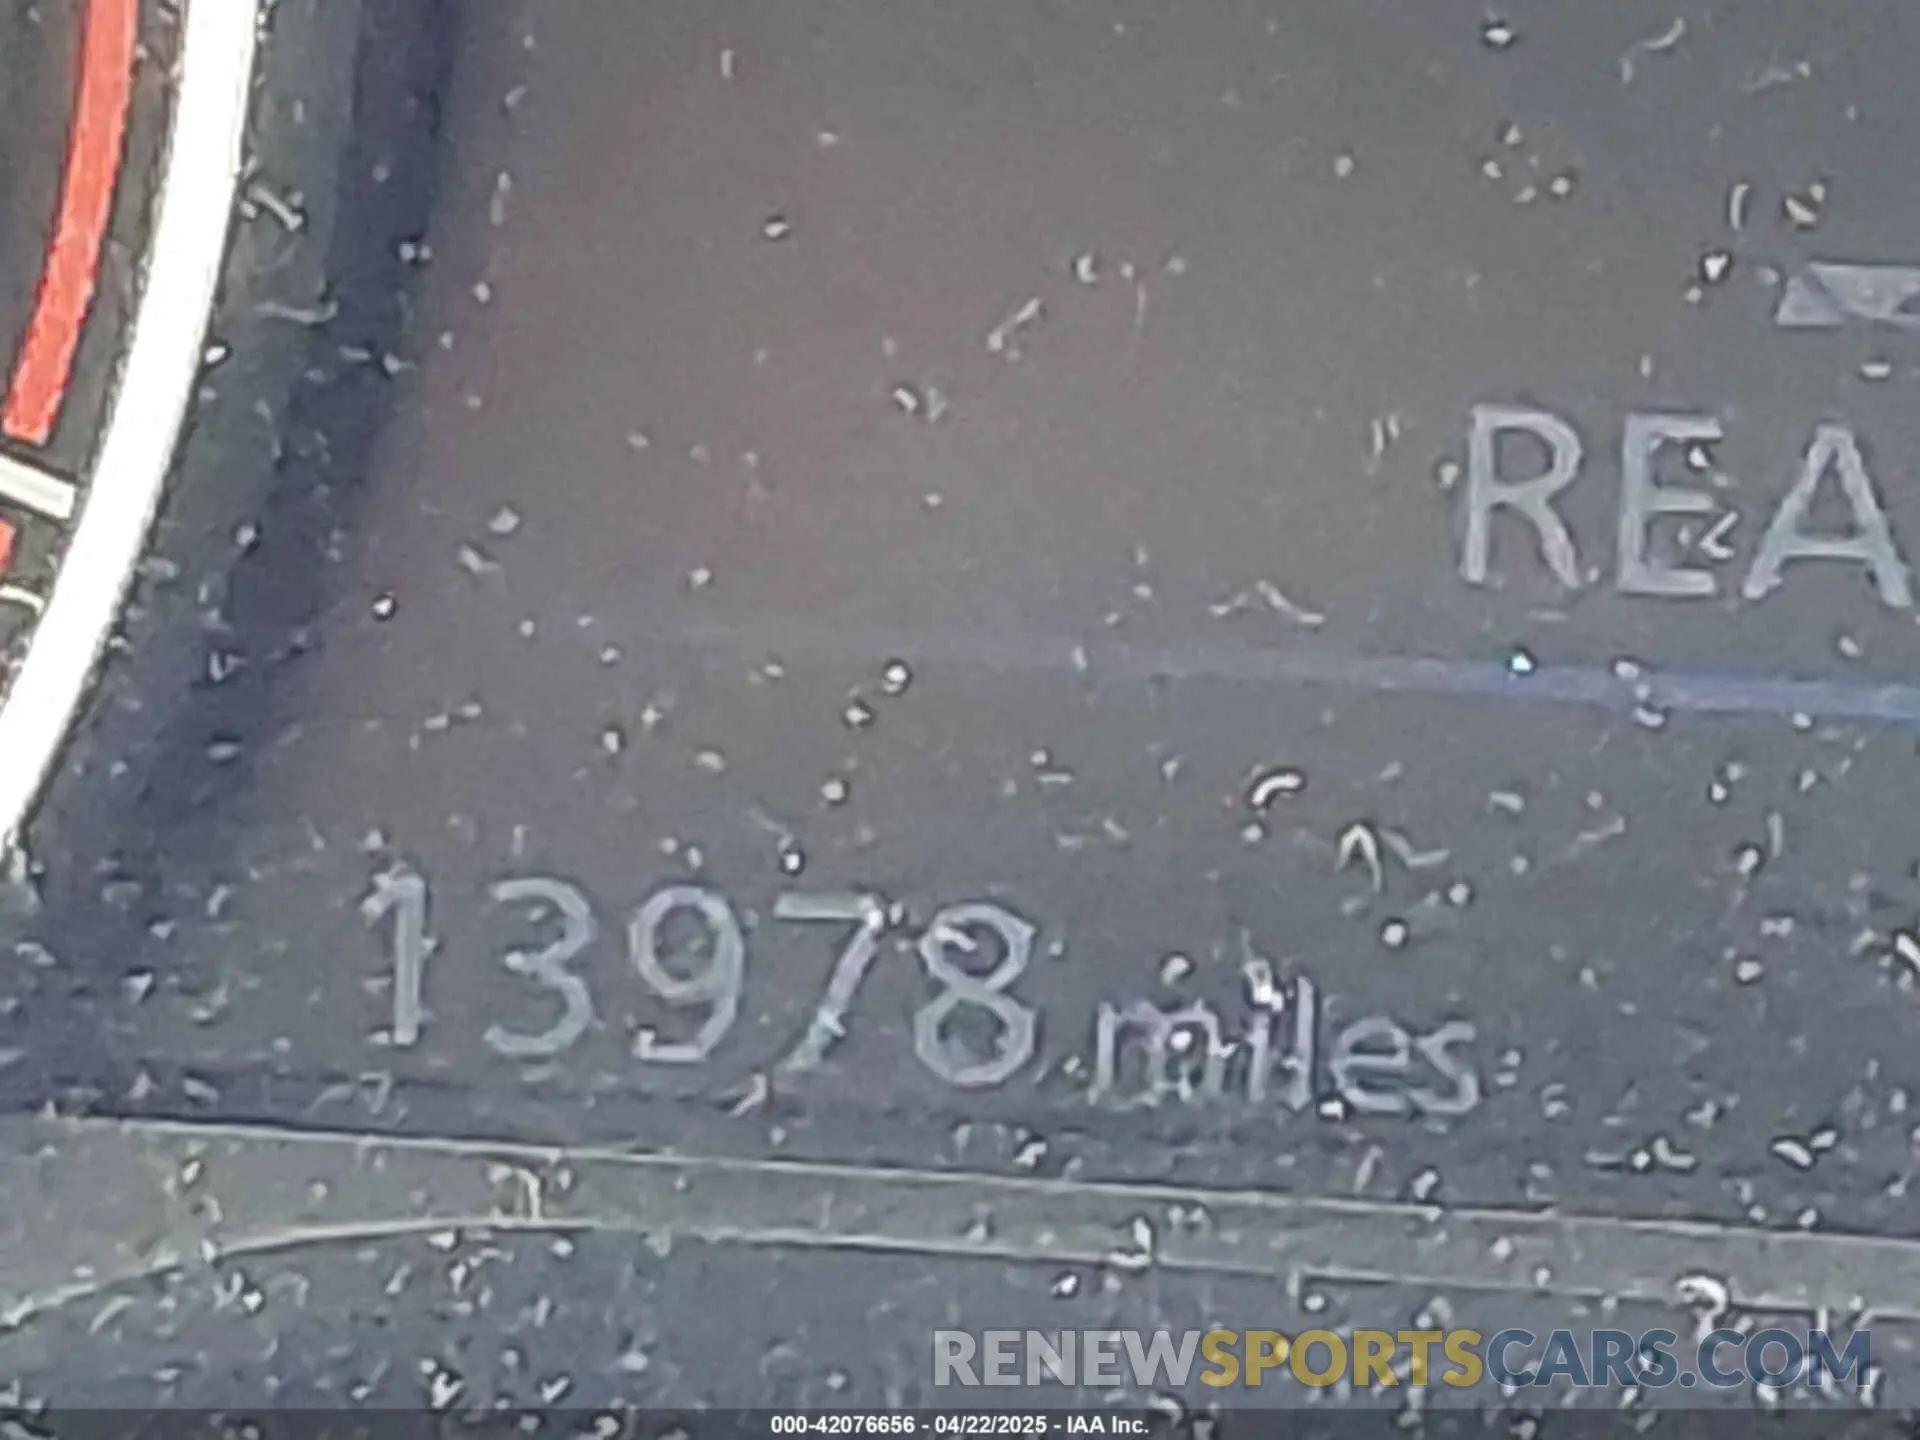 REA
13978 miles
RENEWSPORTSCARS.COM
000-42076656 - 04/22/2025 - IAA Inc.